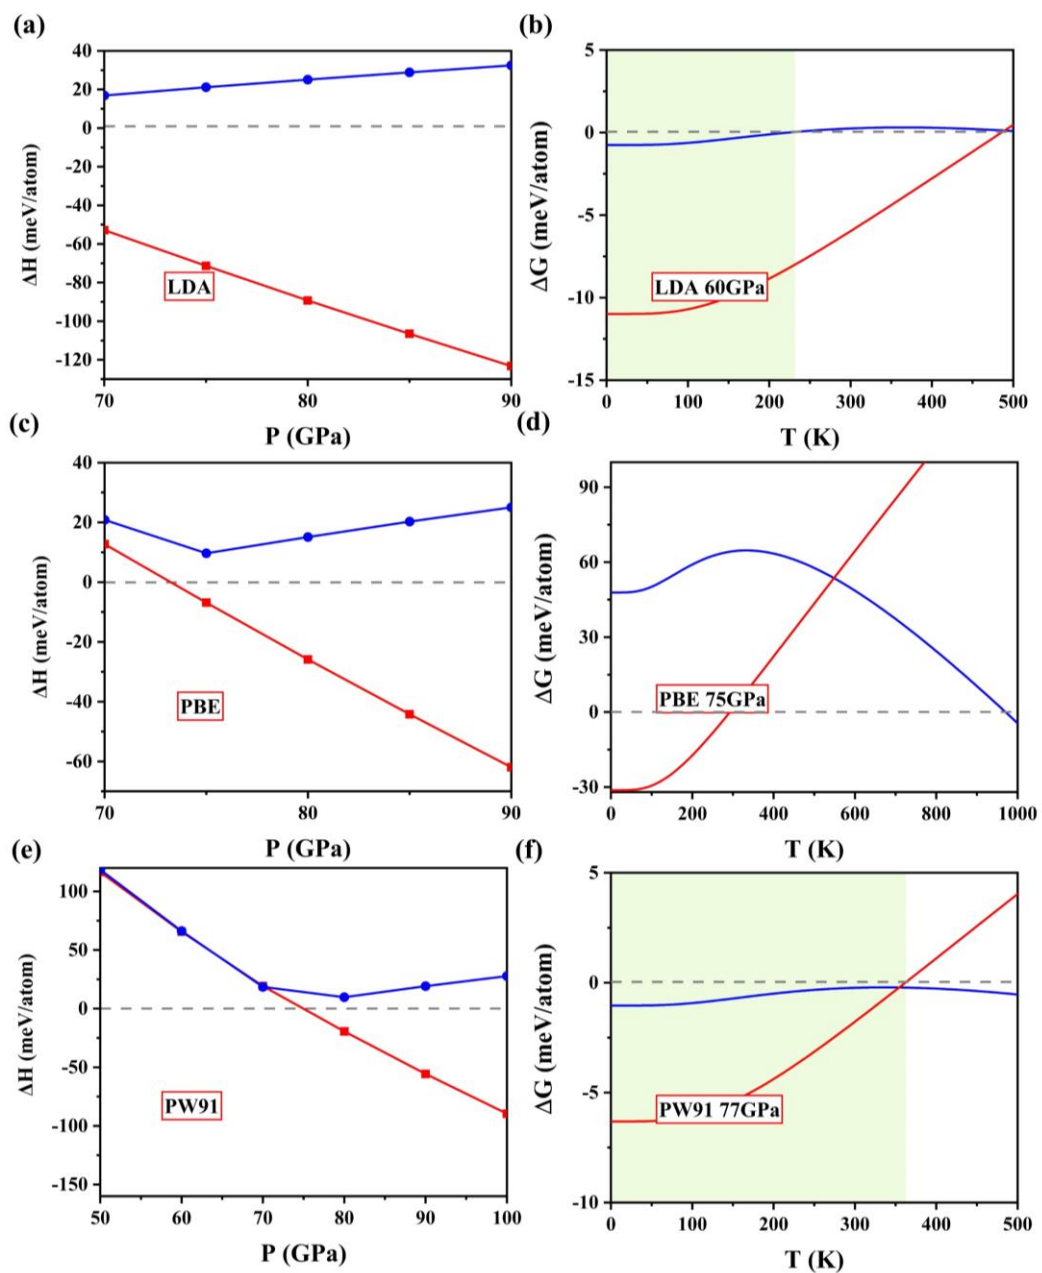 (a)
40
20
0
-20
-40
-60
-80
-100
-120
ΔH (meV/atom)
LDA
70
80
90
P (GPa)
(b)
5
0
-5
-10
-15
ΔG (meV/atom)
LDA 60GPa
0
100
200
300
400
500
T (K)
(c)
40
20
0
-20
-40
-60
ΔH (meV/atom)
PBE
70
80
90
P (GPa)
(d)
90
60
30
0
-30
ΔG (meV/atom)
PBE 75GPa
0
200
400
600
800
1000
T (K)
(e)
100
50
0
-50
-100
-150
ΔH (meV/atom)
PW91
50
60
70
80
90
100
P (GPa)
(f)
5
0
-5
-10
ΔG (meV/atom)
PW91 77GPa
0
100
200
300
400
500
T (K)